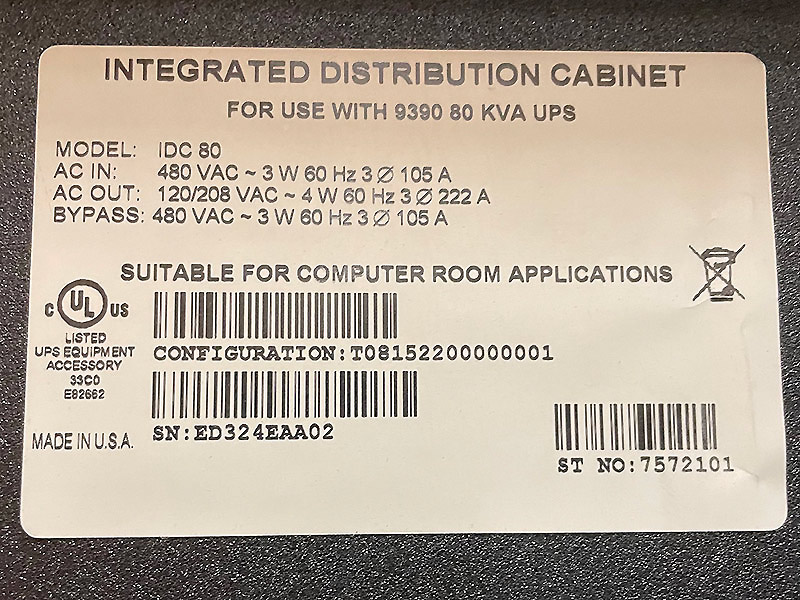 INTEGRATED DISTRIBUTION CABINET
FOR USE WITH 9390 80 KVA UPS
MODEL: IDC 80
AC IN: 480 VAC ~ 3 W 60 Hz 3 Ø 105 A
AC OUT: 120/208 VAC ~ 4 W 60 Hz 3 Ø 222 A
BYPASS: 480 VAC ~ 3 W 60 Hz 3 Ø 105 A
SUITABLE FOR COMPUTER ROOM APPLICATIONS
C UL US
LISTED
UPS EQUIPMENT
ACCESSORY
33C0
E82662
CONFIGURATION:T08152200000001
SN:ED324EAA02
MADE IN U.S.A.
ST NO:7572101